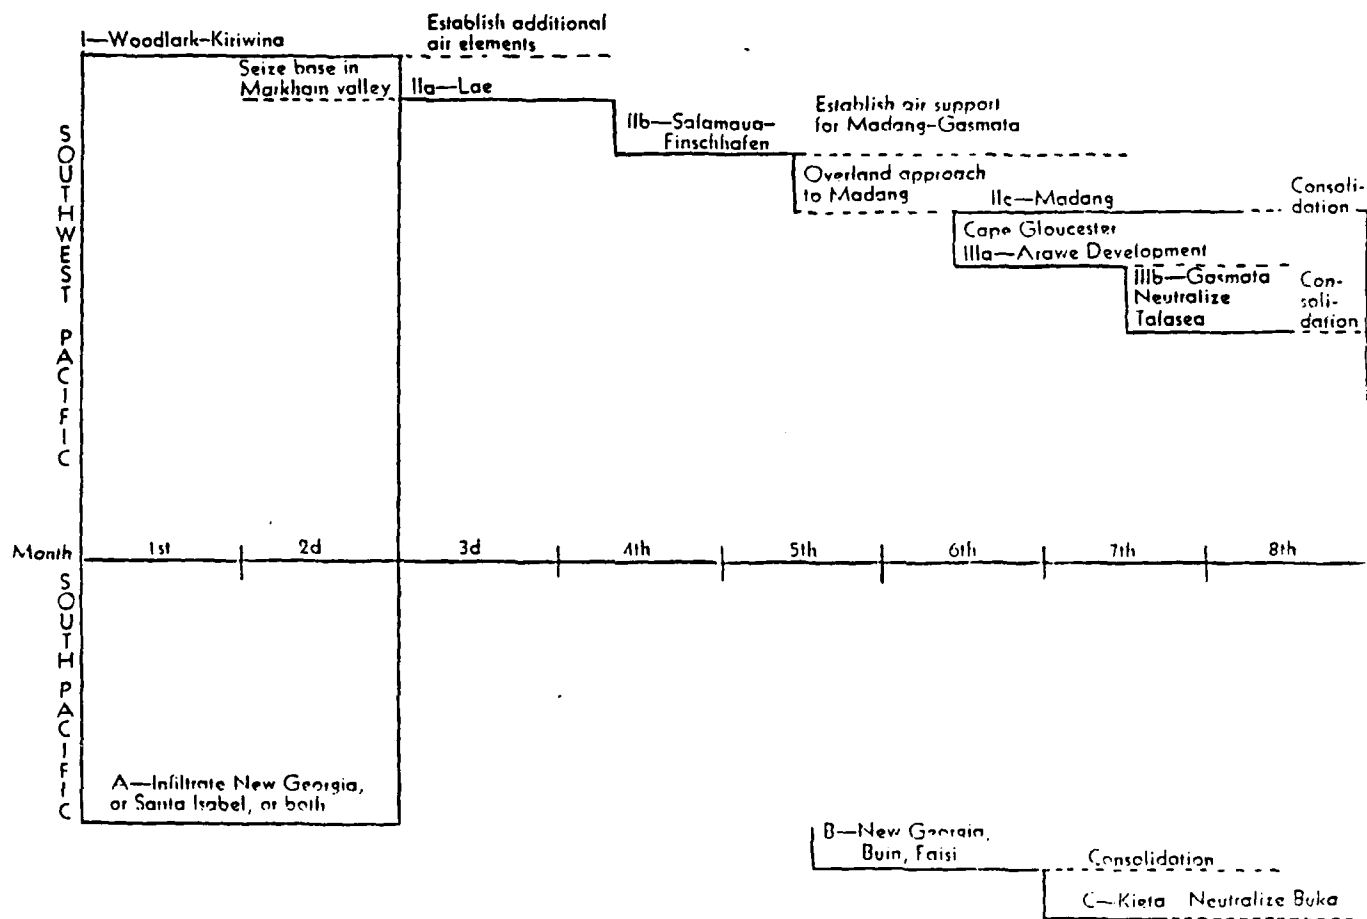 I—Woodlark-Kiriwina
Establish additional
air elements
Seize base in
Markham valley
IIa—Lae
IIb—Salamaua-
Finschhafen
Establish air support
for Madang-Gasmata
Overland approach
to Madang
IIc—Madang
Consoli-
dation
Cape Gloucester
IIIa—Arawe Development
IIIb—Gasmata
Neutralize
Talasea
Con-
soli-
dation
SOUTHWEST PACIFIC
Month 1st 2d 3d 4th 5th 6th 7th 8th
SOUTH PACIFIC
A—Infiltrate New Georgia,
or Santa Isabel, or both
B—New Georgia,
Buin, Faisi
Consolidation
C—Kieta Neutralize Buka